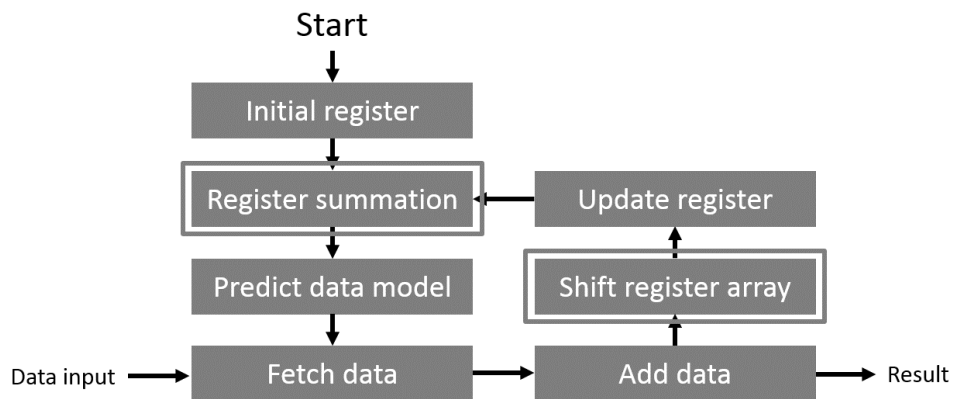 Start
Initial register
Register summation
Update register
Predict data model
Shift register array
Data input
Fetch data
Add data
Result